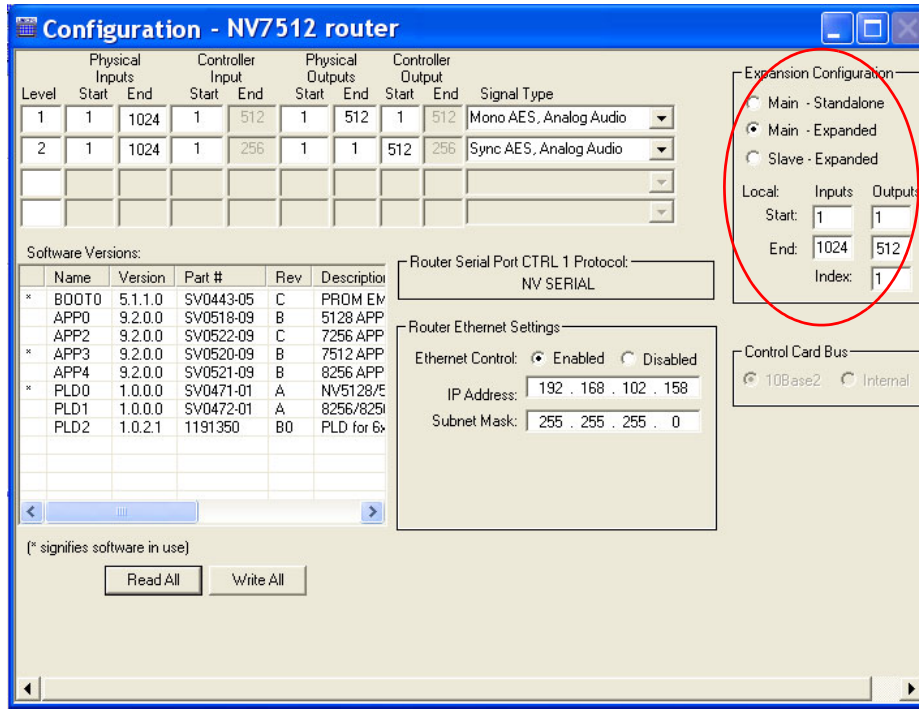 Configuration - NV7512 router
Physical Inputs Controller Input Physical Outputs Controller Output
Level Start End Start End Start End Start End Signal Type
1 1 1024 1 512 1 512 1 512 Mono AES, Analog Audio
2 1 1024 1 256 1 1 512 256 Sync AES, Analog Audio
Expansion Configuration
Main - Standalone
Main - Expanded
Slave - Expanded
Local: Inputs Outputs
Start: 1 1
End: 1024 512
Index: 1
Software Versions:
Name Version Part # Rev Description
* BOOT0 5.1.1.0 SV0443-05 C PROM EM
APP0 9.2.0.0 SV0518-09 B 5128 APP
APP2 9.2.0.0 SV0522-09 C 7256 APP
* APP3 9.2.0.0 SV0520-09 B 7512 APP
APP4 9.2.0.0 SV0521-09 B 8256 APP
* PLD0 1.0.0.0 SV0471-01 A NV5128/5
PLD1 1.0.0.0 SV0472-01 A 8256/825
PLD2 1.0.2.1 1191350 B0 PLD for 6x
Router Serial Port CTRL 1 Protocol:
NV SERIAL
Router Ethernet Settings
Ethernet Control: Enabled Disabled
IP Address: 192 . 168 . 102 . 158
Subnet Mask: 255 . 255 . 255 . 0
Control Card Bus
10Base2 Internal
(* signifies software in use)
Read All Write All